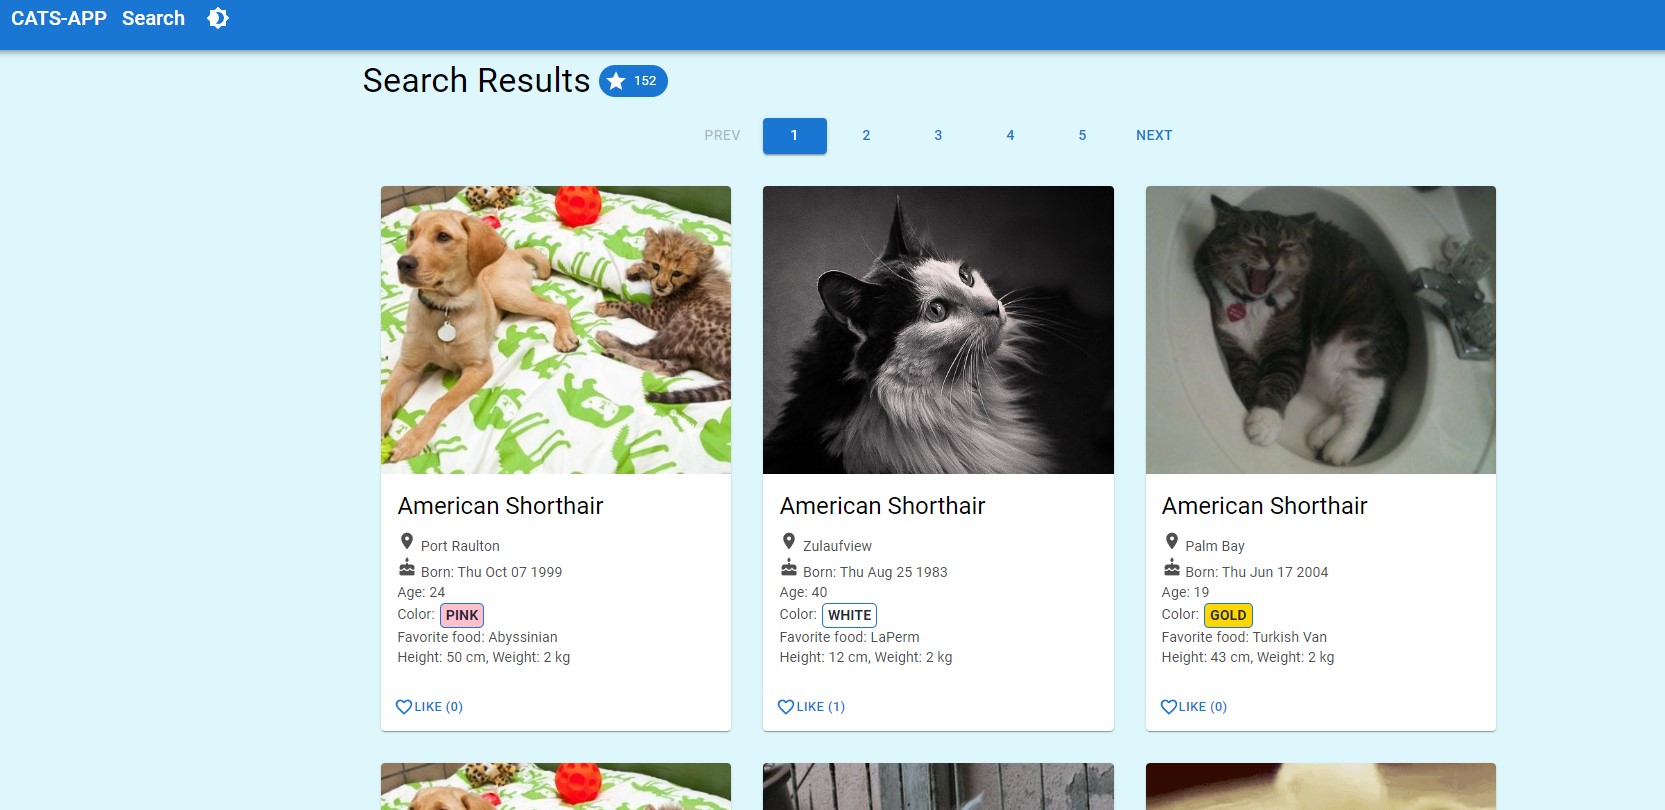 CATS-APP Search
Search Results 152
PREV 1 2 3 4 5 NEXT
American Shorthair
Port Raulton
Born: Thu Oct 07 1999
Age: 24
Color: PINK
Favorite food: Abyssinian
Height: 50 cm, Weight: 2 kg
LIKE (0)
American Shorthair
Zulaufview
Born: Thu Aug 25 1983
Age: 40
Color: WHITE
Favorite food: LaPerm
Height: 12 cm, Weight: 2 kg
LIKE (1)
American Shorthair
Palm Bay
Born: Thu Jun 17 2004
Age: 19
Color: GOLD
Favorite food: Turkish Van
Height: 43 cm, Weight: 2 kg
LIKE (0)